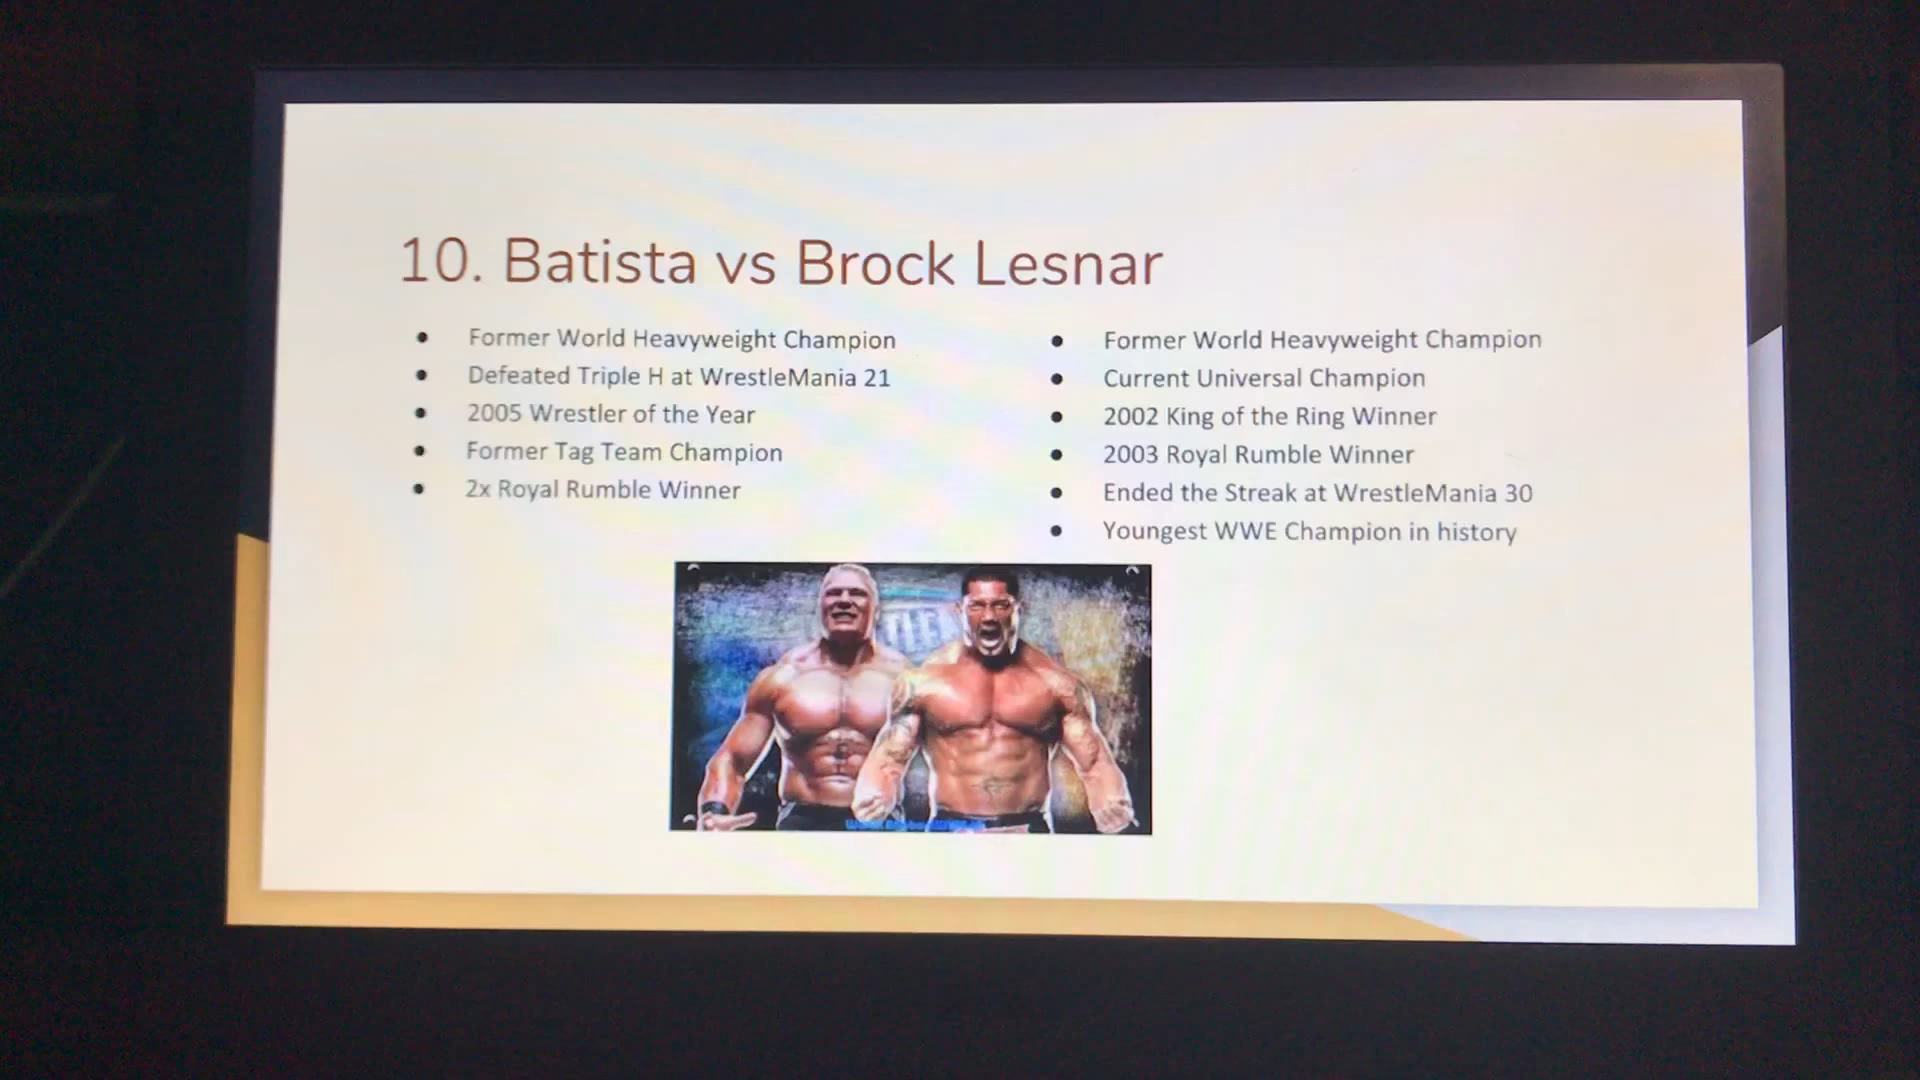 10. Batista vs Brock Lesnar
Former World Heavyweight Champion
Defeated Triple H at WrestleMania 21
2005 Wrestler of the Year
Former Tag Team Champion
2x Royal Rumble Winner
Former World Heavyweight Champion
Current Universal Champion
2002 King of the Ring Winner
2003 Royal Rumble Winner
Ended the Streak at WrestleMania 30
Youngest WWE Champion in history